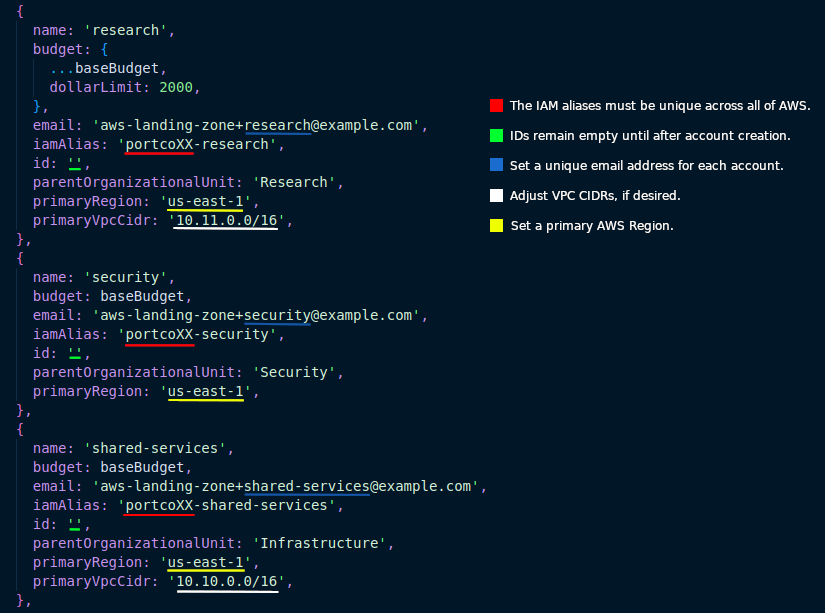 {
name: 'research',
budget: {
...baseBudget,
dollarLimit: 2000,
},
email: 'aws-landing-zone+research@example.com',
iamAlias: 'portcoXX-research',
id: '',
parentOrganizationalUnit: 'Research',
primaryRegion: 'us-east-1',
primaryVpcCidr: '10.11.0.0/16',
},
{
name: 'security',
budget: baseBudget,
email: 'aws-landing-zone+security@example.com',
iamAlias: 'portcoXX-security',
id: '',
parentOrganizationalUnit: 'Security',
primaryRegion: 'us-east-1',
},
{
name: 'shared-services',
budget: baseBudget,
email: 'aws-landing-zone+shared-services@example.com',
iamAlias: 'portcoXX-shared-services',
id: '',
parentOrganizationalUnit: 'Infrastructure',
primaryRegion: 'us-east-1',
primaryVpcCidr: '10.10.0.0/16',
},
The IAM aliases must be unique across all of AWS.
IDs remain empty until after account creation.
Set a unique email address for each account.
Adjust VPC CIDRs, if desired.
Set a primary AWS Region.